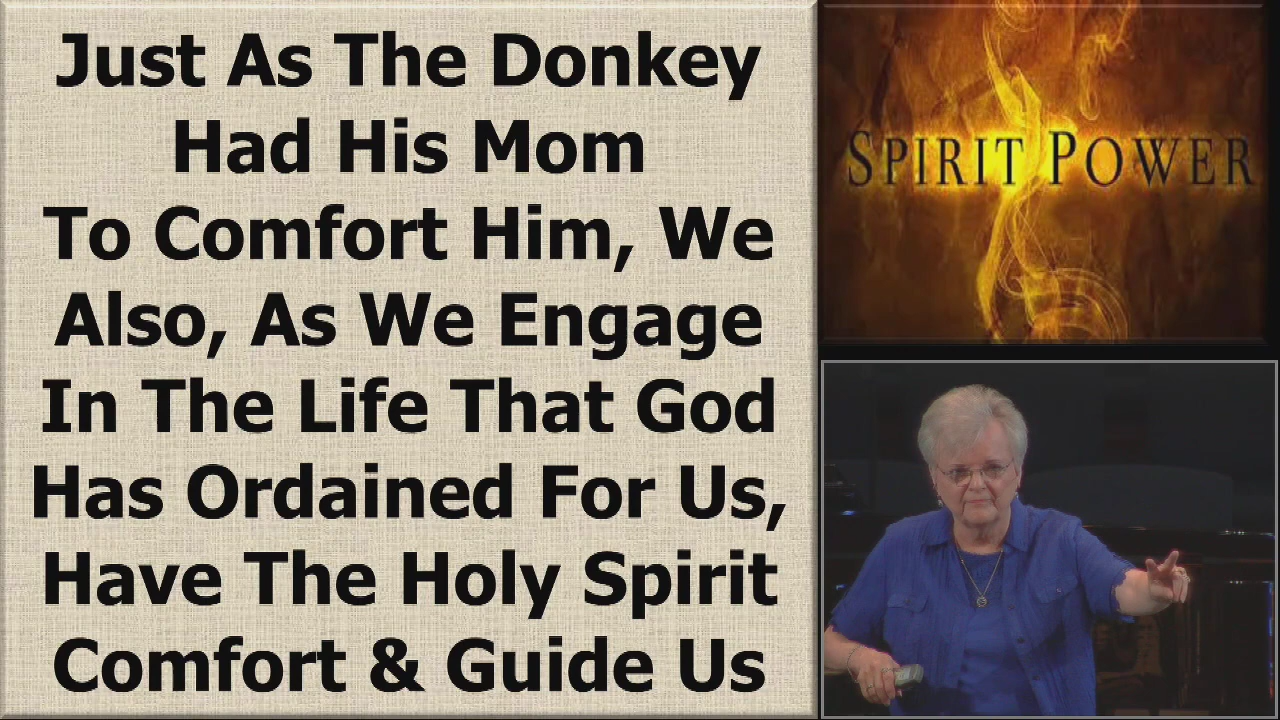 Just As The Donkey
Had His Mom
To Comfort Him, We
Also, As We Engage
In The Life That God
Has Ordained For Us,
Have The Holy Spirit
Comfort & Guide Us
SPIRIT POWER